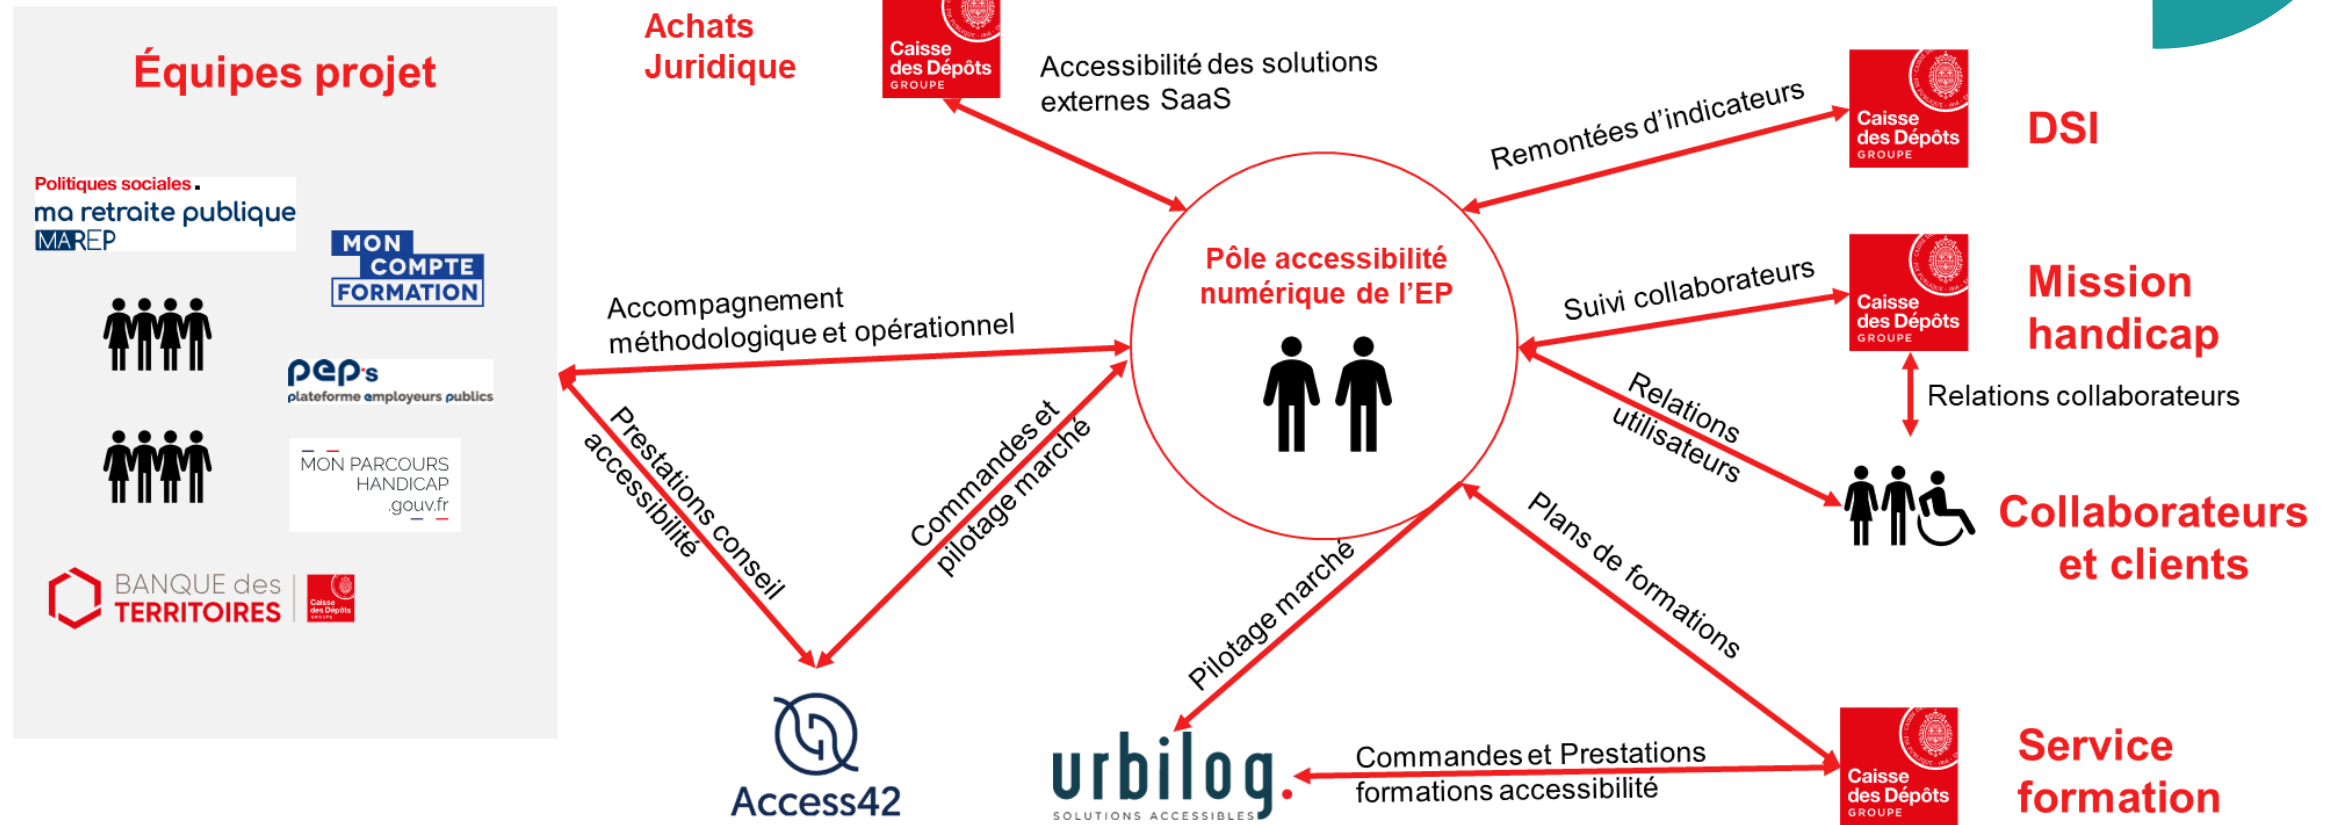 Équipes projet
Politiques sociales.
ma retraite publique
MAREP
MON
COMPTE
FORMATION
pep's
plateforme employeurs publics
MON PARCOURS
HANDICAP
.gouv.fr
BANQUE des
TERRITOIRES
Caisse
des Dépôts
GROUPE
Achats
Juridique
Caisse
des Dépôts
GROUPE
Accessibilité des solutions
externes SaaS
Remontées d'indicateurs
Caisse
des Dépôts
GROUPE
DSI
Pôle accessibilité
numérique de l'EP
Accompagnement
méthodologique et opérationnel
Suivi collaborateurs
Caisse
des Dépôts
GROUPE
Mission
handicap
Relations
utilisateurs
Relations collaborateurs
Collaborateurs
et clients
Prestations conseil
accessibilité
Commandes et
pilotage marché
Pilotage marché
Plans de formations
Access42
urbilog.
SOLUTIONS ACCESSIBLES
Commandes et Prestations
formations accessibilité
Caisse
des Dépôts
GROUPE
Service
formation